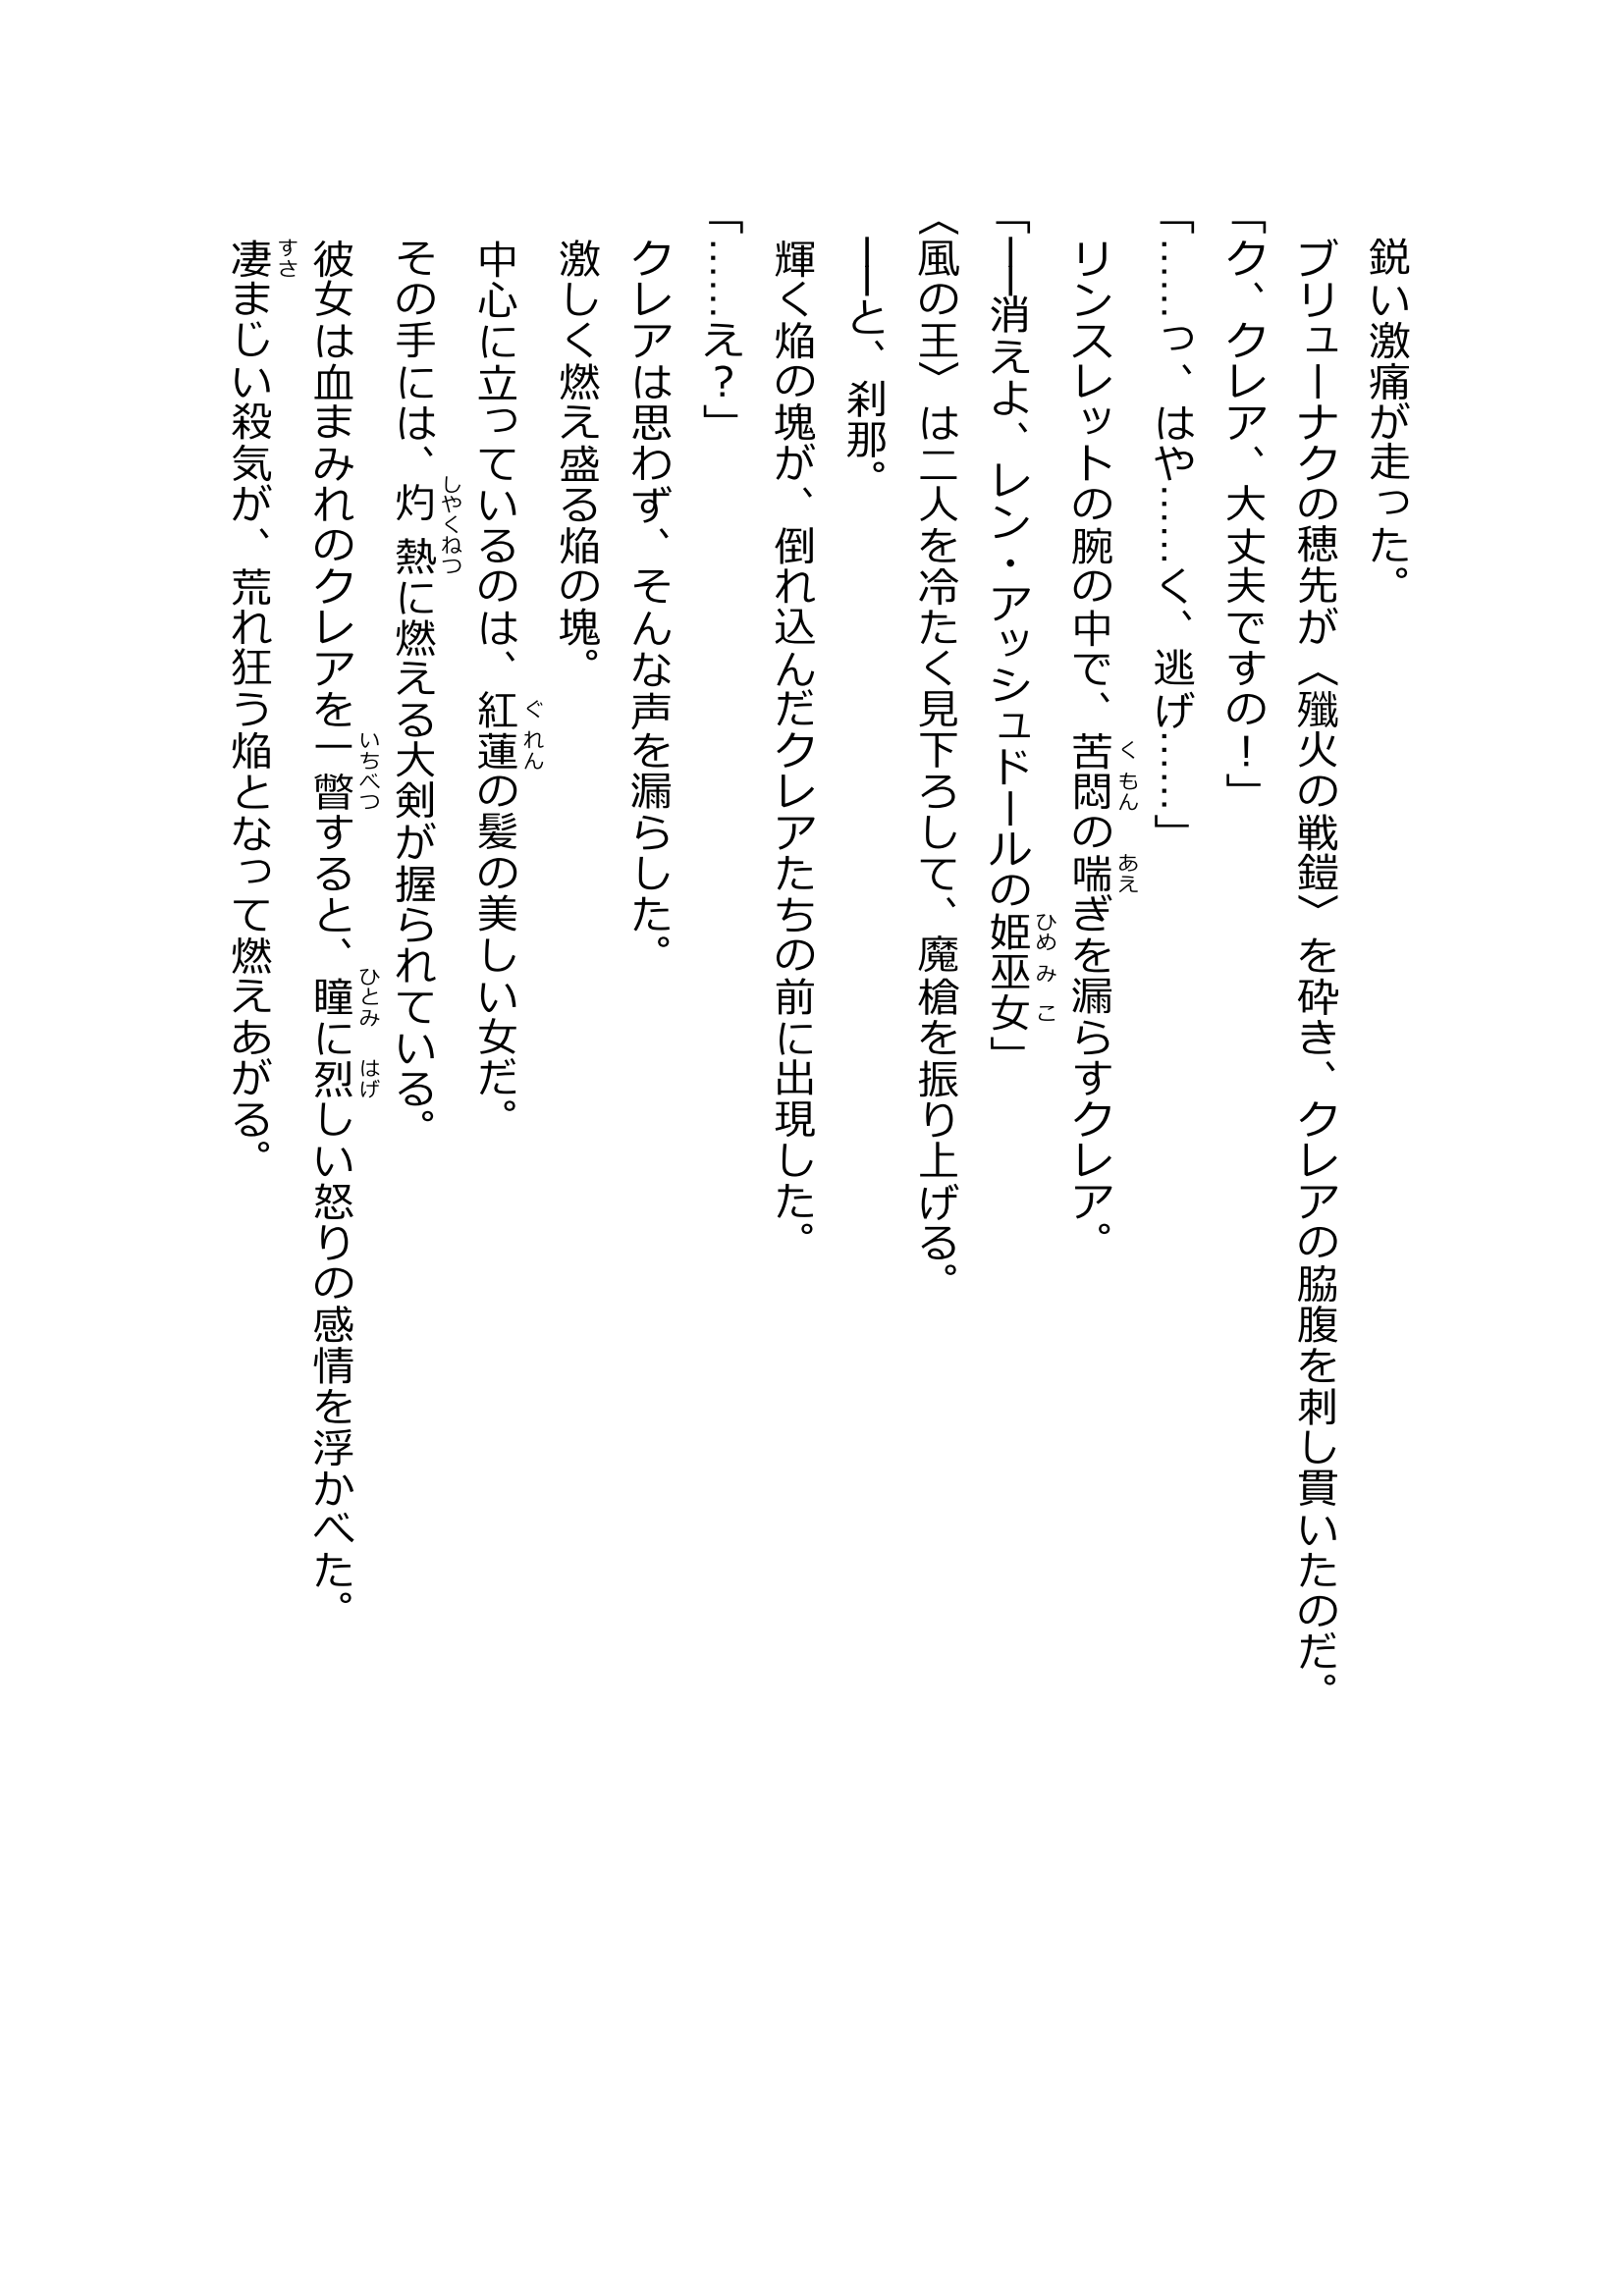 鋭い激痛が走った。
ブリューナクの穂先が〈殲火の戦鎧〉を砕き、クレアの脇腹を刺し貫いたのだ。
「ク、クレア、大丈夫ですの！」
「……っ、はや……く、逃げ……」
リンスレットの腕の中で、苦悶の喘ぎを漏らすクレア。
「――消えよ、レン・アッシュドールの姫巫女」
〈風の王〉は二人を冷たく見下ろして、魔槍を振り上げる。
――と、刹那。
輝く焔の塊が、倒れ込んだクレアたちの前に出現した。
「……え？」
クレアは思わず、そんな声を漏らした。
激しく燃え盛る焔の塊。
中心に立っているのは、紅蓮の髪の美しい女だ。
その手には、灼熱に燃える大剣が握られている。
彼女は血まみれのクレアを一瞥すると、瞳に烈しい怒りの感情を浮かべた。
凄まじい殺気が、荒れ狂う焔となって燃えあがる。